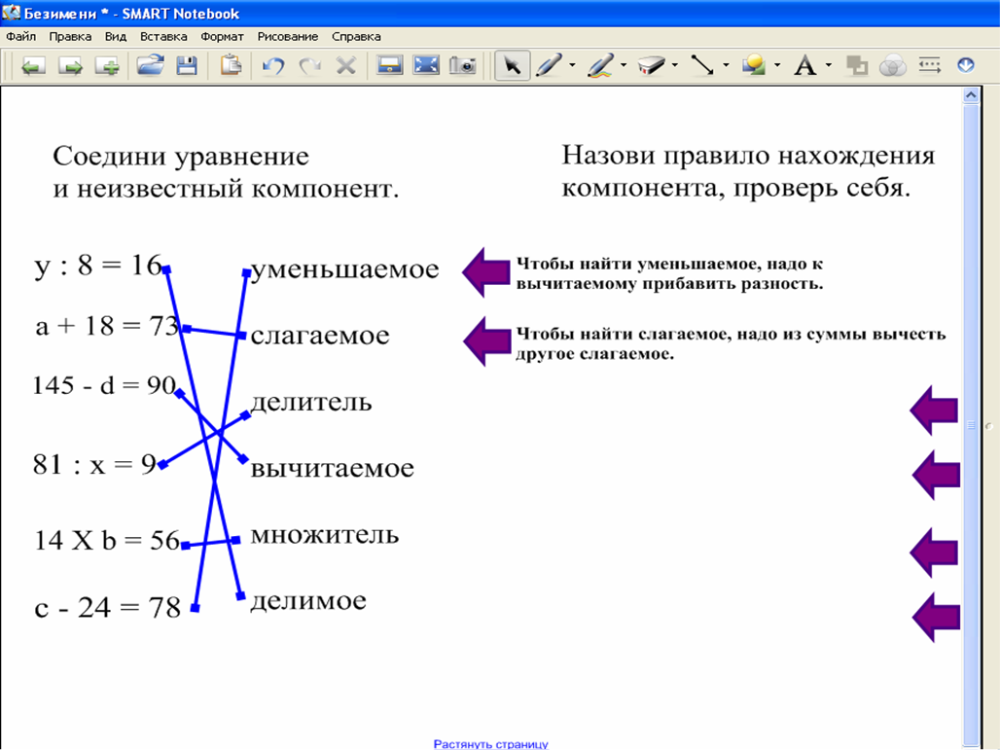 Безимени * - SMART Notebook
Файл Правка Вид Вставка Формат Рисование Справка
Соедини уравнение
и неизвестный компонент.
Назови правило нахождения
компонента, проверь себя.
у : 8 = 16
а + 18 = 73
145 - d = 90
81 : х = 9
14 X b = 56
с - 24 = 78
уменьшаемое
слагаемое
делитель
вычитаемое
множитель
делимое
Чтобы найти уменьшаемое, надо к
вычитаемому прибавить разность.
Чтобы найти слагаемое, надо из суммы вычесть
другое слагаемое.
Растянуть страницу